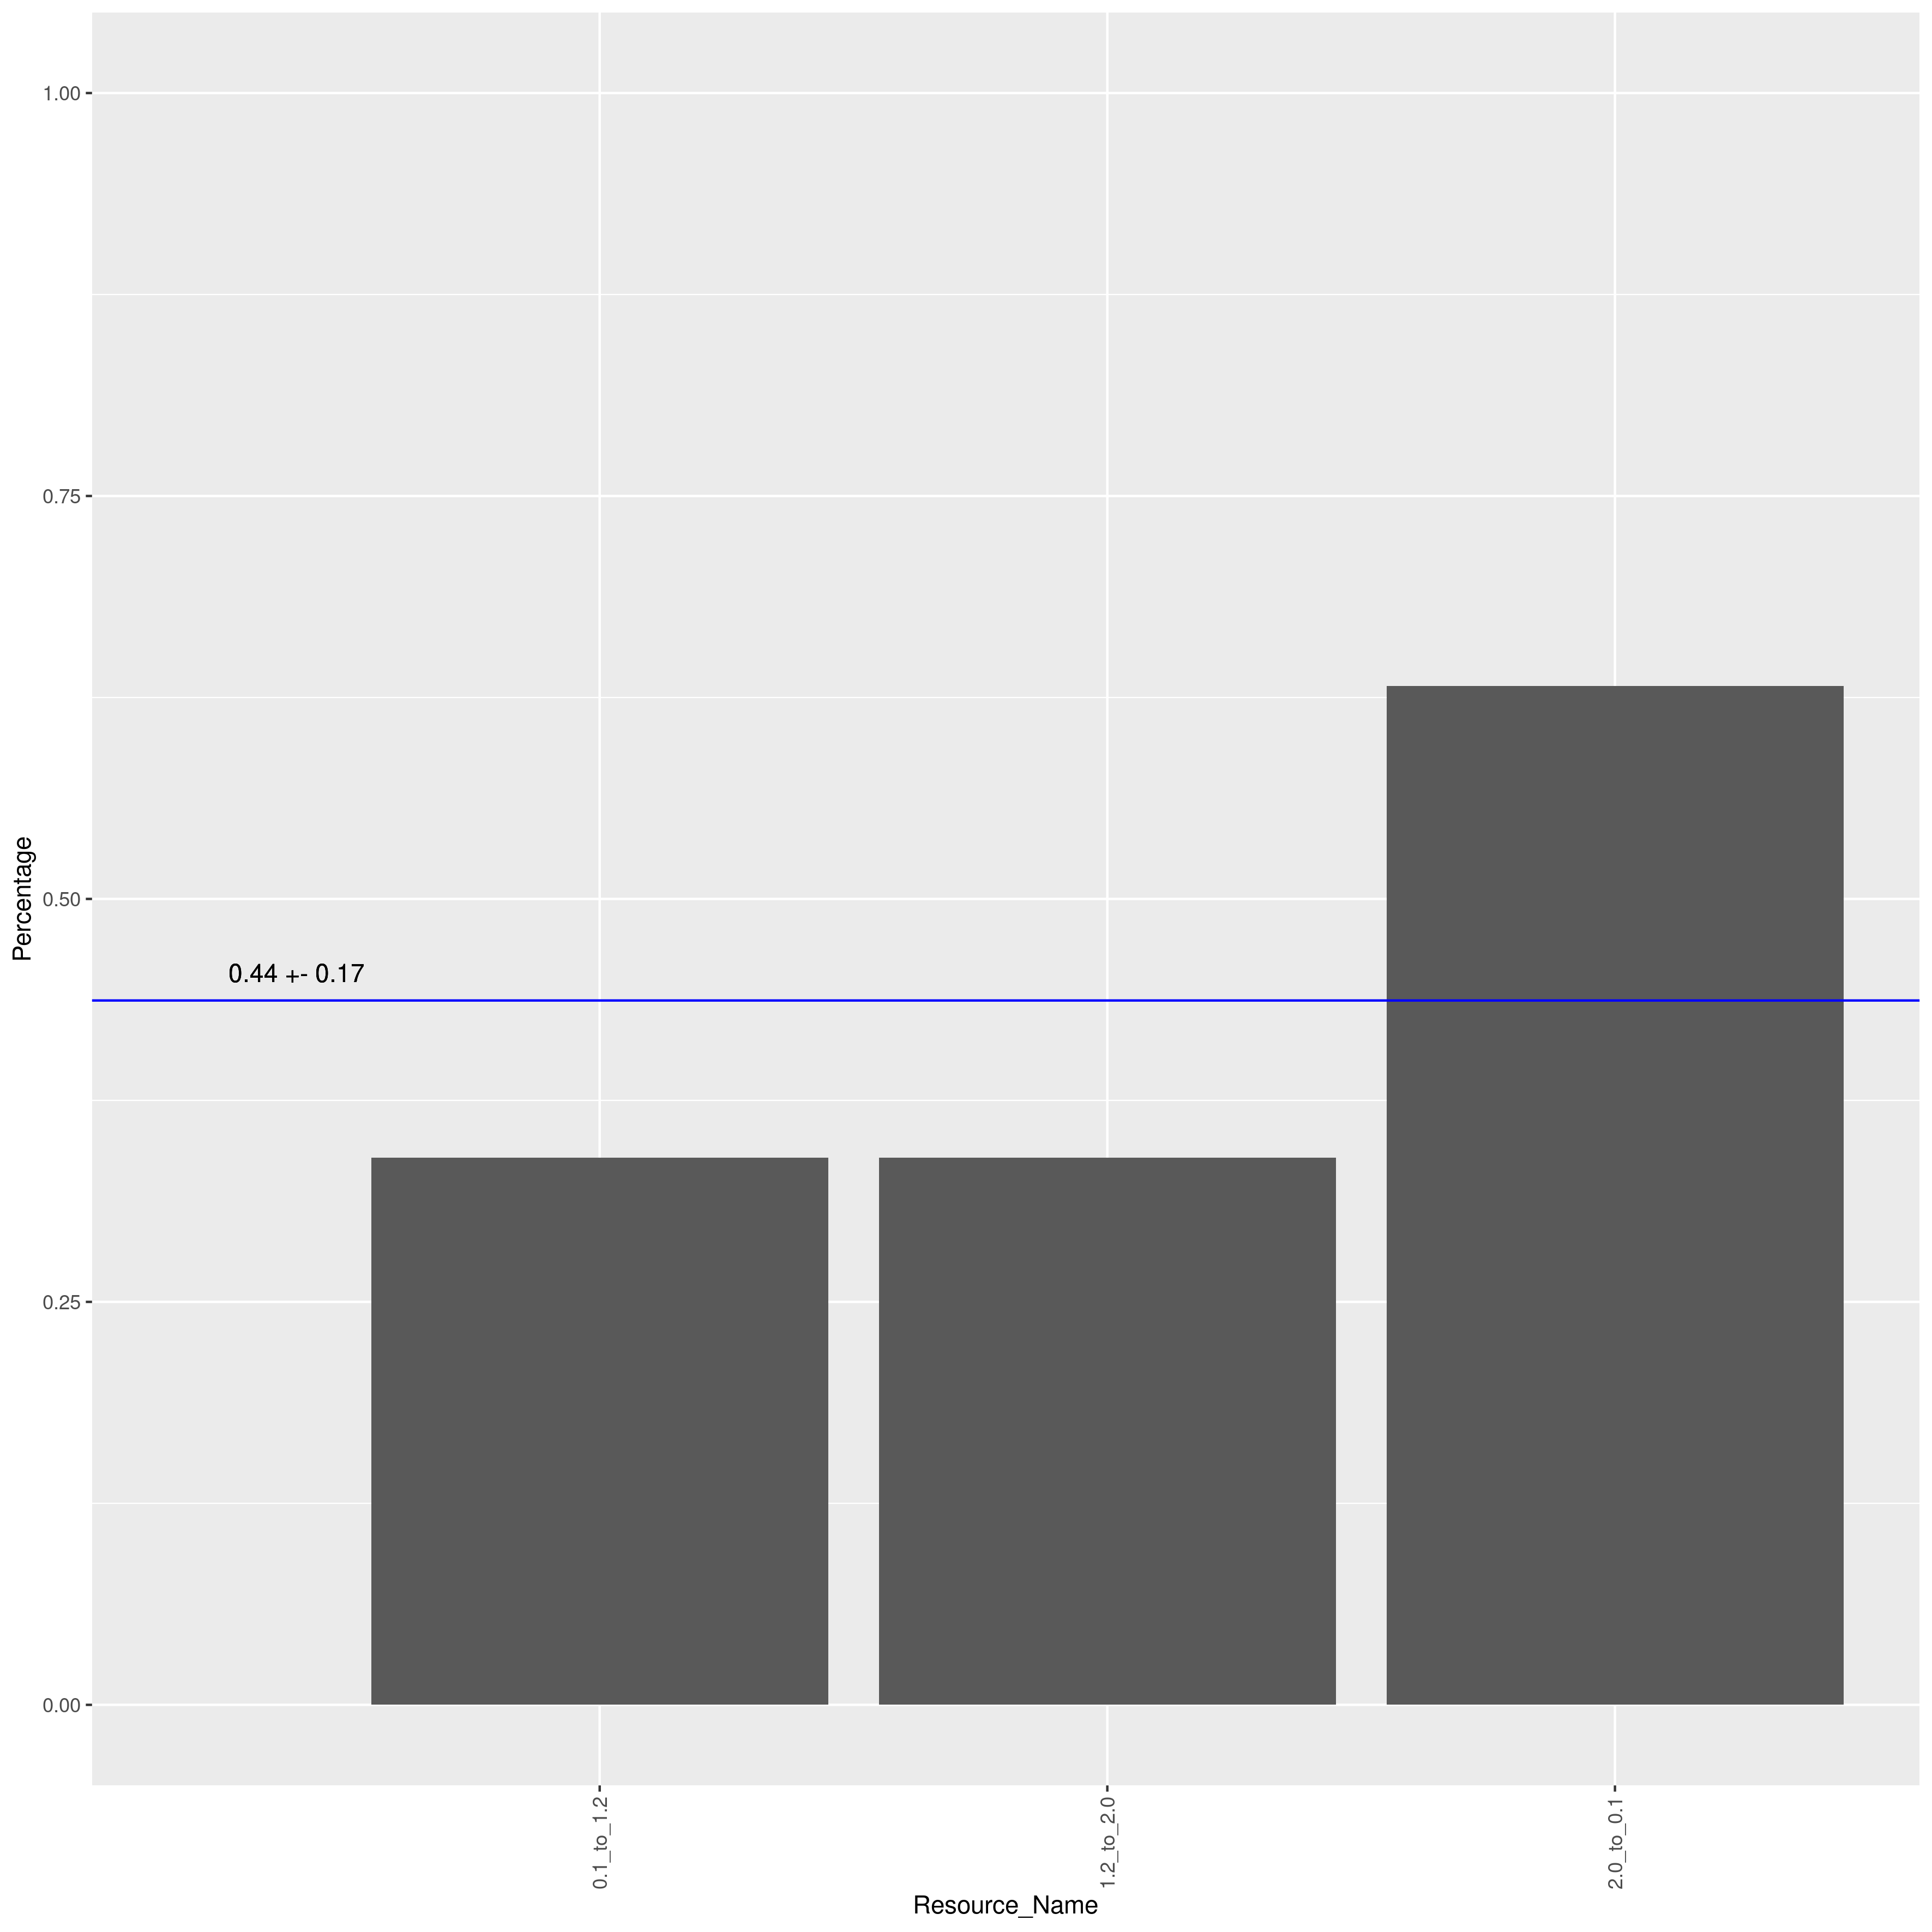 1.00
0.75
0.50
0.25
0.00
Percentage
0.44 +- 0.17
0.1_to_1.2
1.2_to_2.0
2.0_to_0.1
Resource_Name